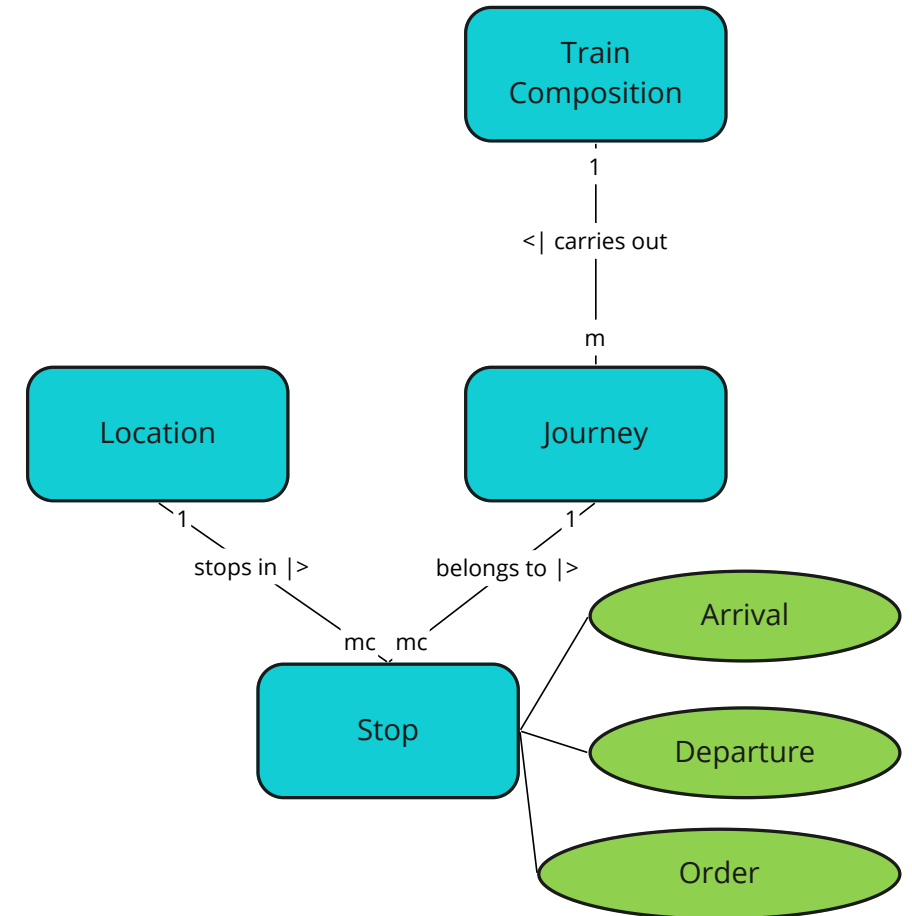 Train
Composition
1
<| carries out
m
Location
Journey
1
1
stops in |>
belongs to |>
mc
mc
Arrival
Stop
Departure
Order